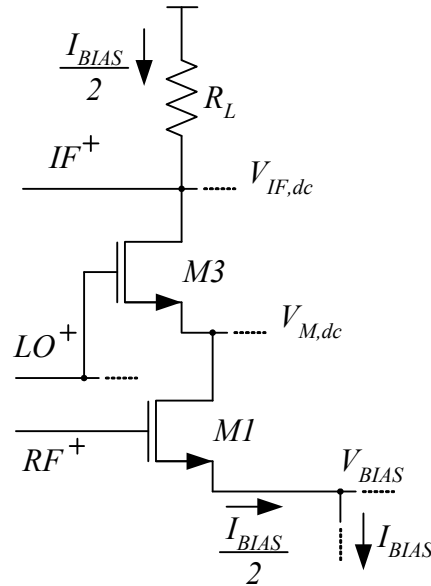 I_BIAS/2
R_L
IF+
V_IF,dc
M3
V_M,dc
LO+
M1
RF+
V_BIAS
I_BIAS/2
I_BIAS